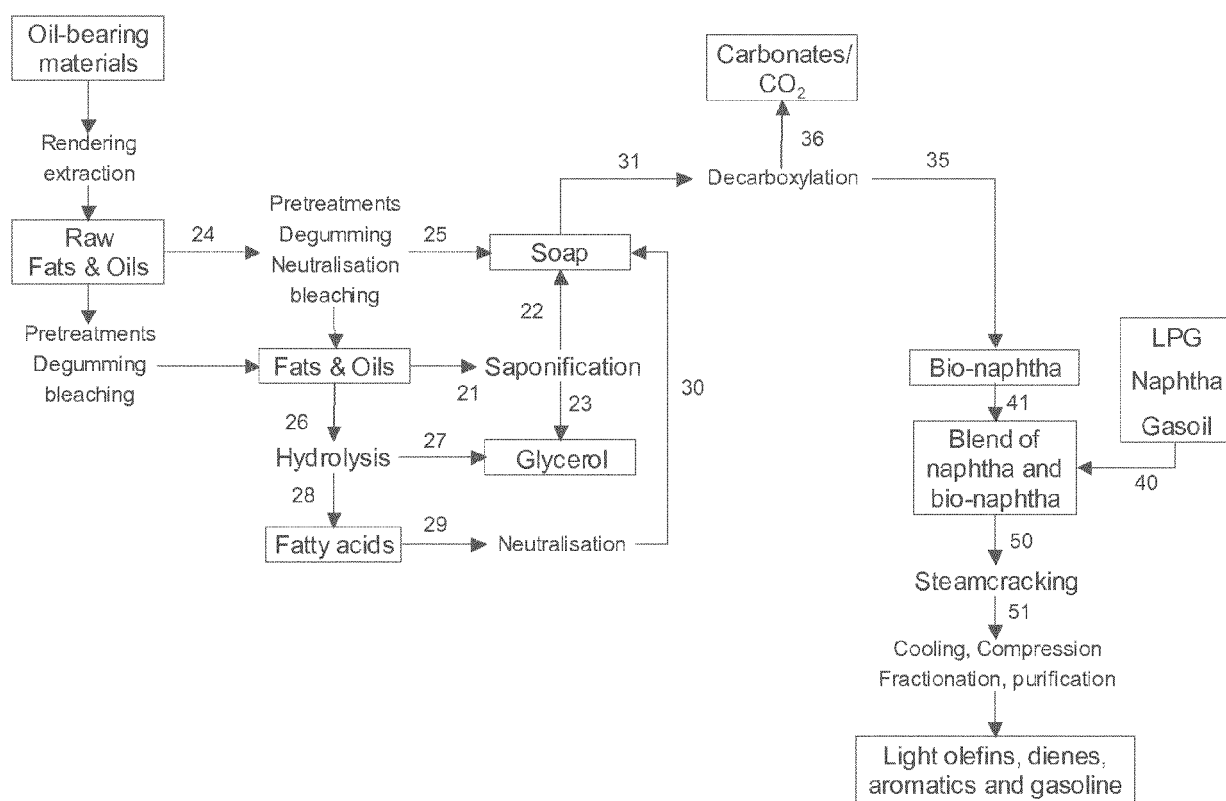 Oil-bearing
materials
Rendering
extraction
Raw
Fats & Oils
24
Pretreatments
Degumming
Neutralisation
bleaching
25
Soap
31
Carbonates/
CO₂
36
Decarboxylation
35
Pretreatments
Degumming
bleaching
Fats & Oils
21
22
Saponification
23
30
26
Hydrolysis
27
Glycerol
28
Fatty acids
29
Neutralisation
Bio-naphtha
41
LPG
Naphtha
Gasoil
40
Blend of
naphtha and
bio-naphtha
50
Steamcracking
51
Cooling, Compression
Fractionation, purification
Light olefins, dienes,
aromatics and gasoline